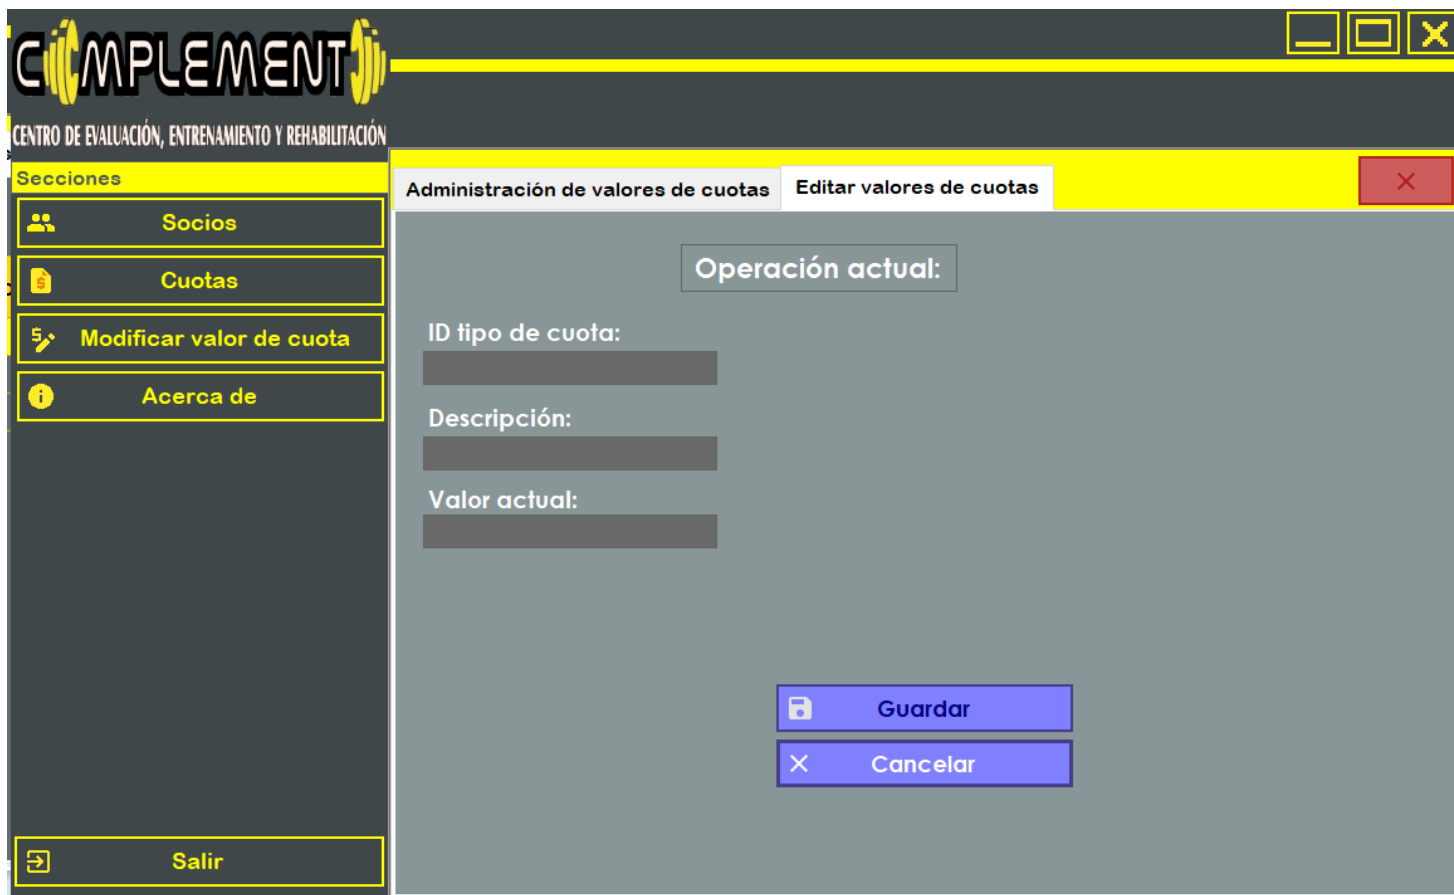 COMPLEMENTO
CENTRO DE EVALUACIÓN, ENTRENAMIENTO Y REHABILITACIÓN
Secciones
Socios
Cuotas
Modificar valor de cuota
Acerca de
Salir
Administración de valores de cuotas
Editar valores de cuotas
Operación actual:
ID tipo de cuota:
Descripción:
Valor actual:
Guardar
Cancelar